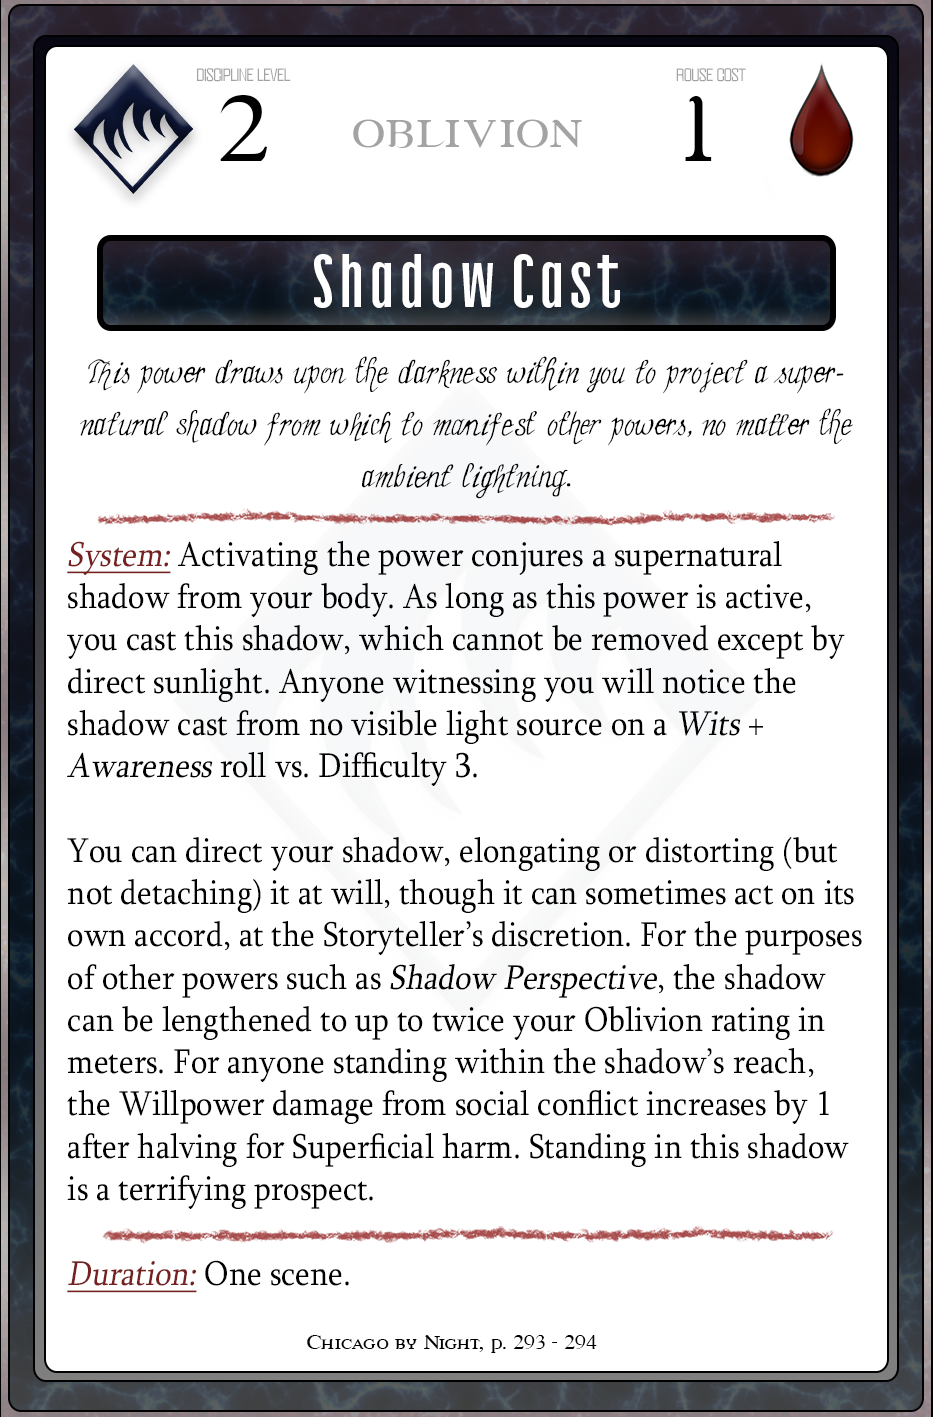 DISCIPLINE LEVEL
ROUSE COST
2
OBLIVION
1
Shadow Cast
This power draws upon the darkness within you to project a super-
natural shadow from which to manifest other powers, no matter the
ambient lightning.
System: Activating the power conjures a supernatural
shadow from your body. As long as this power is active,
you cast this shadow, which cannot be removed except by
direct sunlight. Anyone witnessing you will notice the
shadow cast from no visible light source on a Wits +
Awareness roll vs. Difficulty 3.
You can direct your shadow, elongating or distorting (but
not detaching) it at will, though it can sometimes act on its
own accord, at the Storyteller’s discretion. For the purposes
of other powers such as Shadow Perspective, the shadow
can be lengthened to up to twice your Oblivion rating in
meters. For anyone standing within the shadow’s reach,
the Willpower damage from social conflict increases by 1
after halving for Superficial harm. Standing in this shadow
is a terrifying prospect.
Duration: One scene.
Chicago by Night, p. 293 - 294